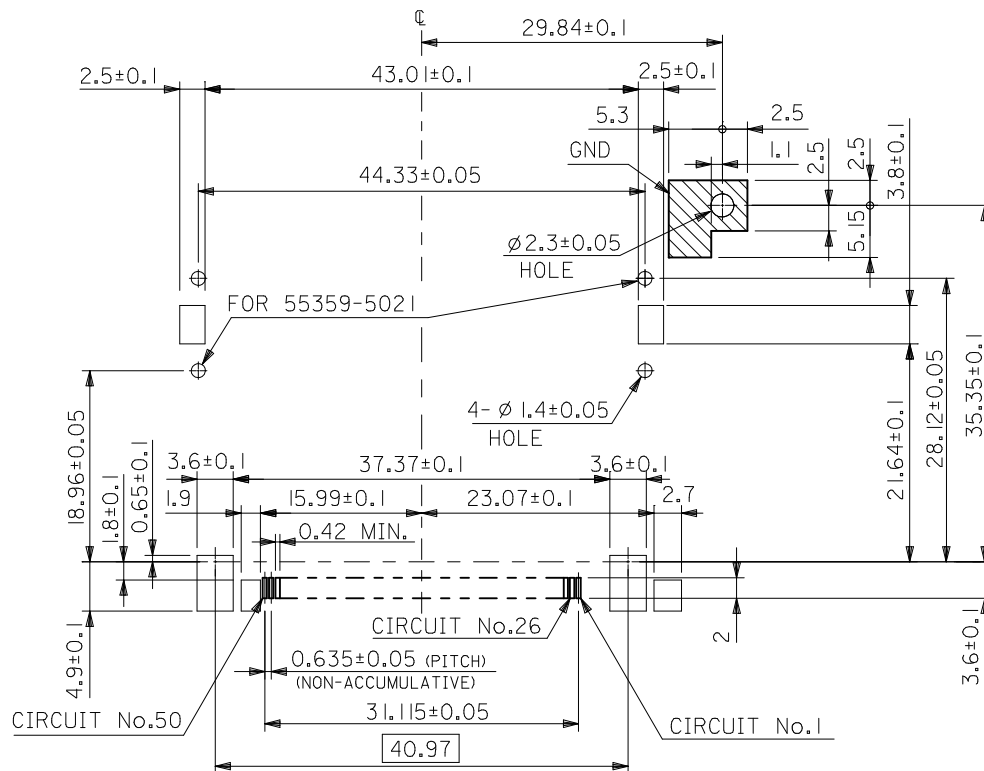 ℄
29.84±0.1
2.5±0.1
43.01±0.1
2.5±0.1
5.3
2.5
GND
1.1
2.5
2.5
3.8±0.1
44.33±0.05
5.15
ø2.3±0.05
HOLE
FOR 55359-5021
4-ø1.4±0.05
HOLE
18.96±0.05
21.64±0.1
28.12±0.05
35.35±0.1
3.6±0.1
37.37±0.1
3.6±0.1
0.65±0.1
1.8±0.1
1.9
15.99±0.1
23.07±0.1
2.7
0.42 MIN.
CIRCUIT No.26
2
4.9±0.1
3.6±0.1
0.635±0.05 (PITCH)
(NON-ACCUMULATIVE)
CIRCUIT No.50
31.115±0.05
CIRCUIT No.1
40.97